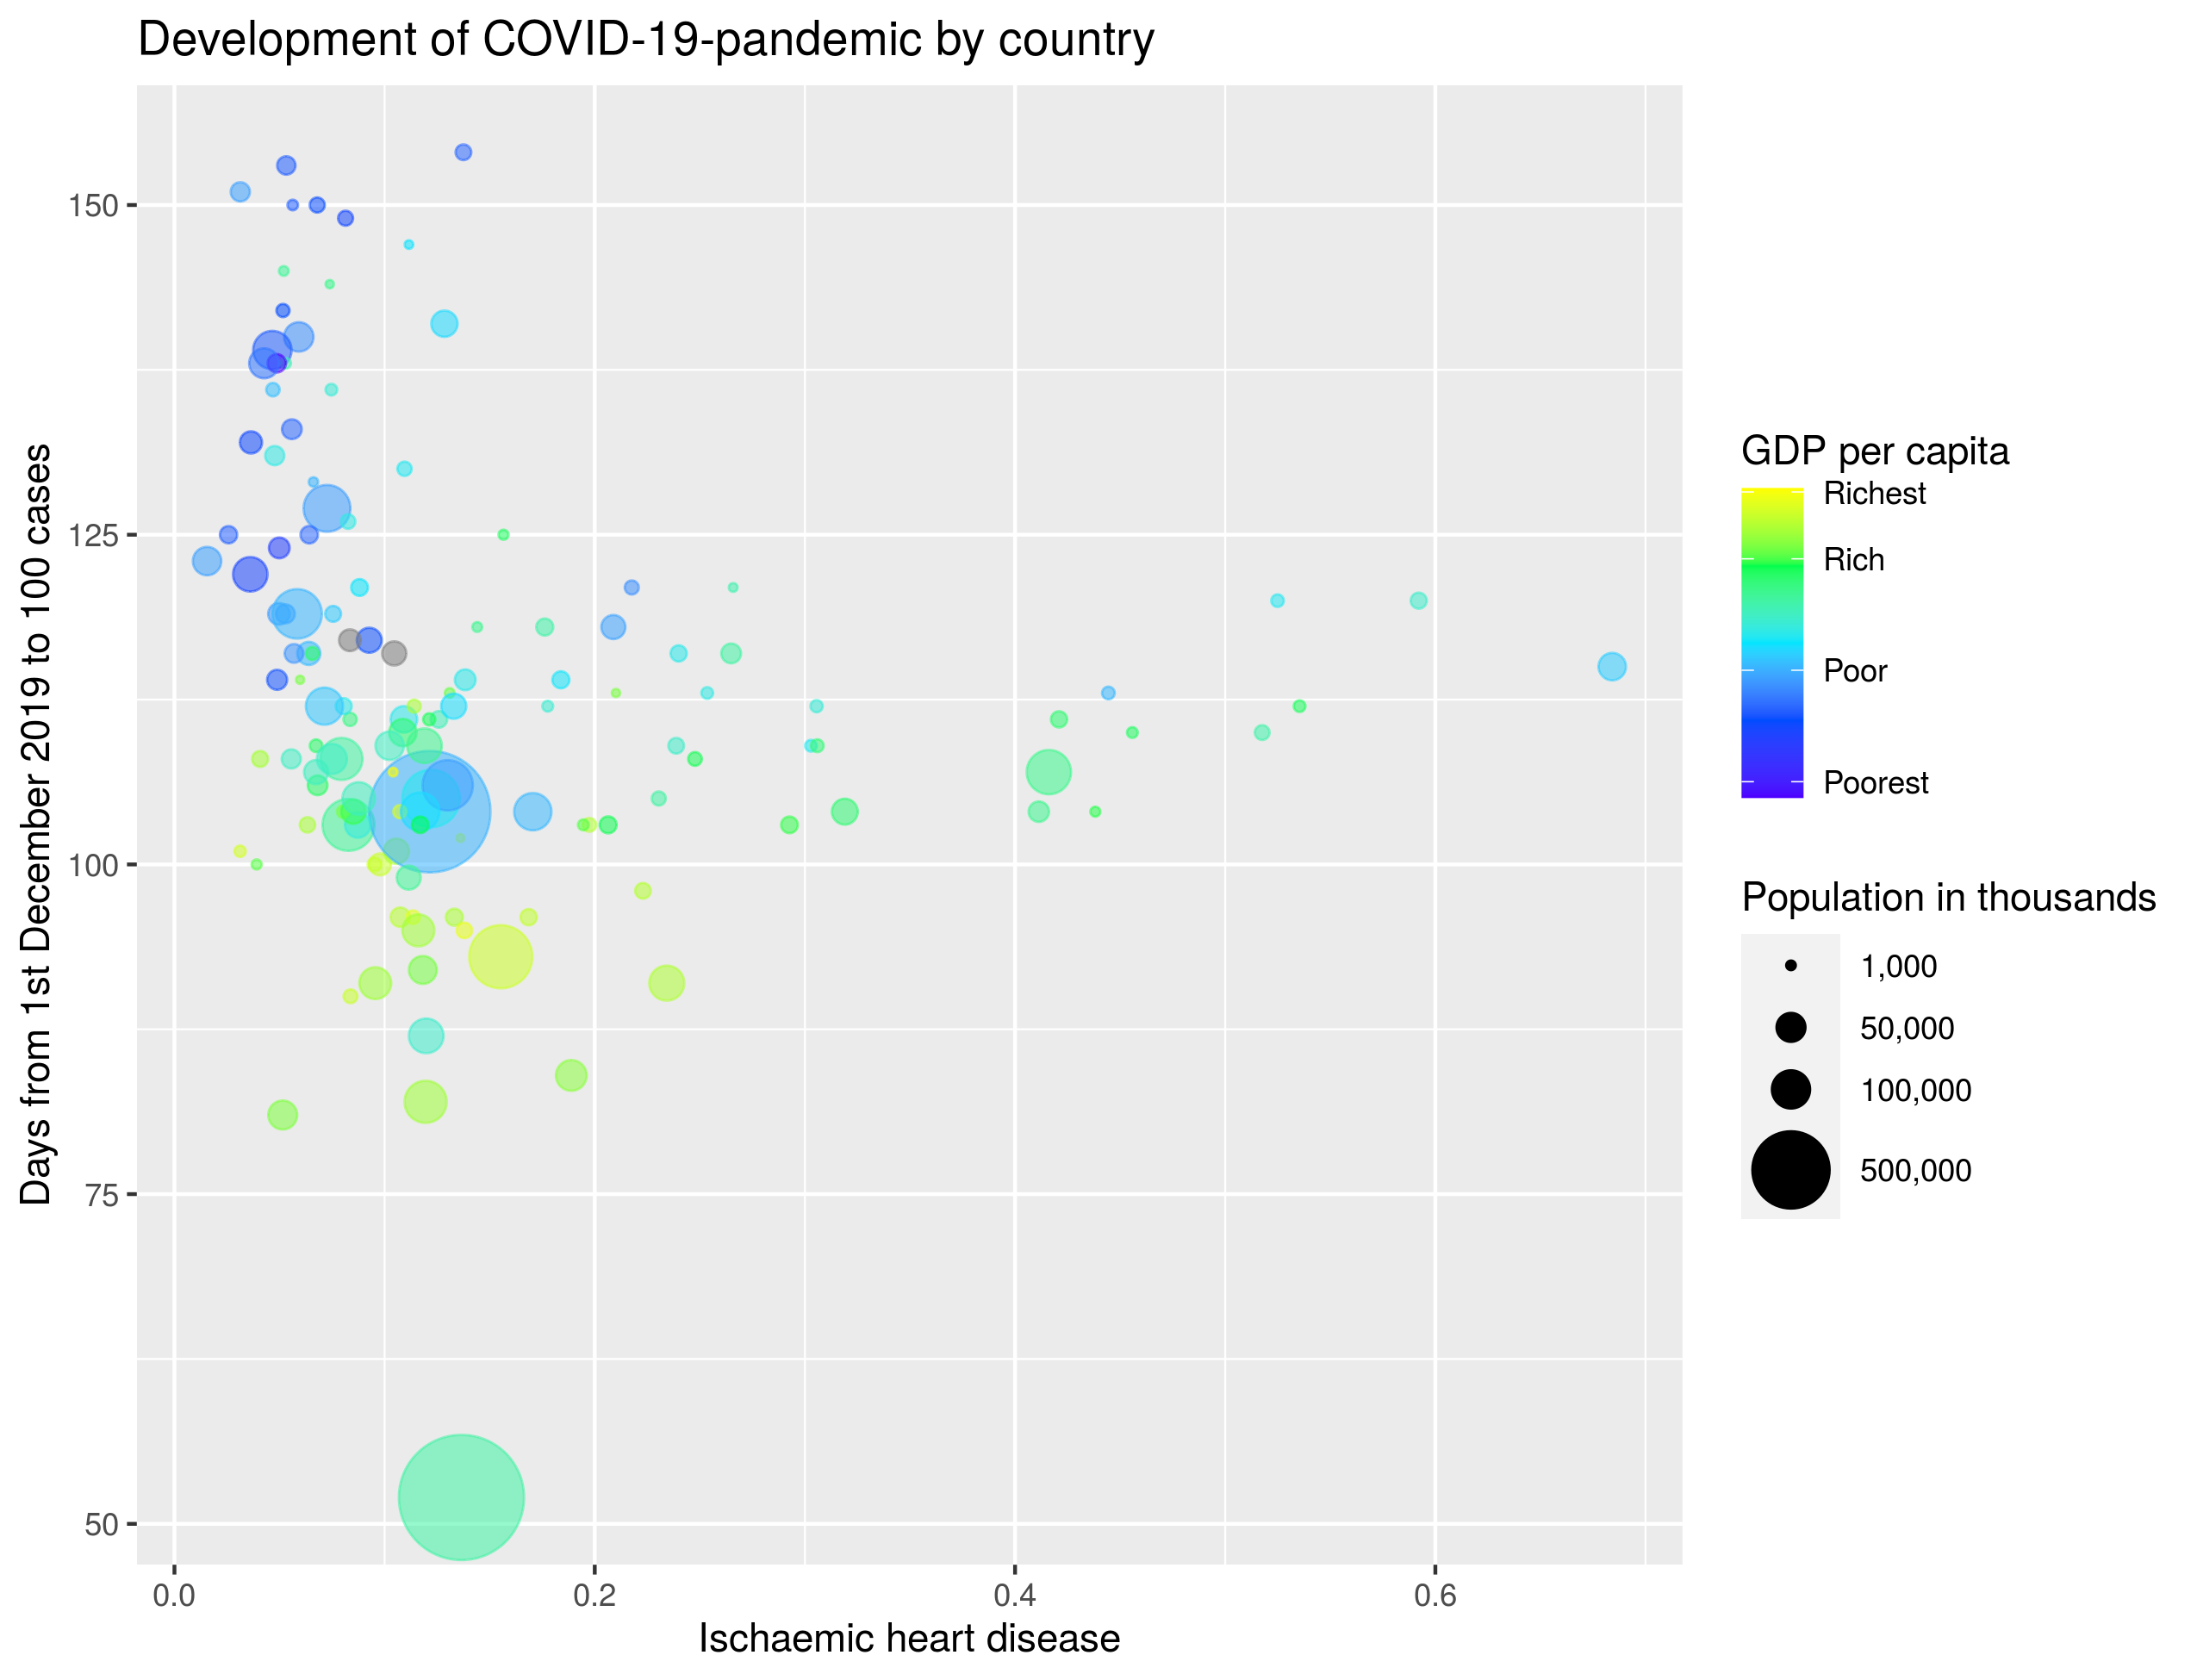 Development of COVID-19-pandemic by country
Days from 1st December 2019 to 100 cases
150
125
100
75
50
0.0
0.2
0.4
0.6
Ischaemic heart disease
GDP per capita
Richest
Rich
Poor
Poorest
Population in thousands
1,000
50,000
100,000
500,000